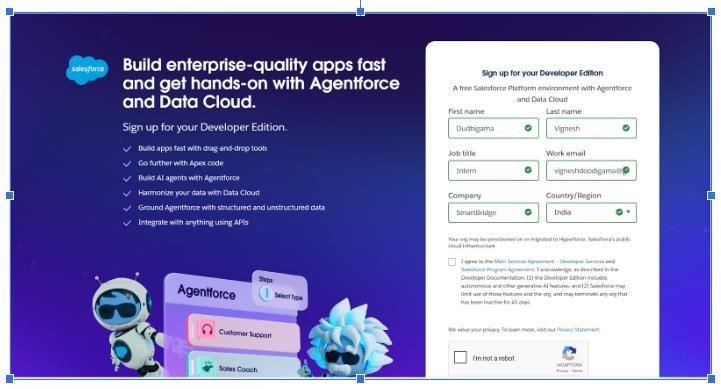 salesforce
Build enterprise-quality apps fast
and get hands-on with Agentforce
and Data Cloud.
Sign up for your Developer Edition.
Build apps fast with drag-and-drop tools
Go further with Apex code
Build AI agents with Agentforce
Harmonize your data with Data Cloud
Ground Agentforce with structured and unstructured data
Integrate with anything using APIs
Agentforce
Steps
Select Type
Customer Support
Sales Coach
Sign up for your Developer Edition
A free Salesforce Platform environment with Agentforce
and Data Cloud
First name Last name
Dudhigama Vignesh
Job title Work email
Intern vigneshdoodigama@g
Company Country/Region
SmartBridge India
Your org may be provisioned on or migrated to Hyperforce, Salesforce's public
cloud infrastructure.
I agree to the Main Services Agreement – Developer Services and
Salesforce Program Agreement. I acknowledge, as described in the
Developer Documentation: (1) the Developer Edition includes
autonomous and other generative AI features; and (2) Salesforce may
limit use of those features and the org, and may terminate any org that
has been inactive for 45 days.
We value your privacy. To learn more, visit our Privacy Statement.
I'm not a robot
reCAPTCHA
Privacy - Terms